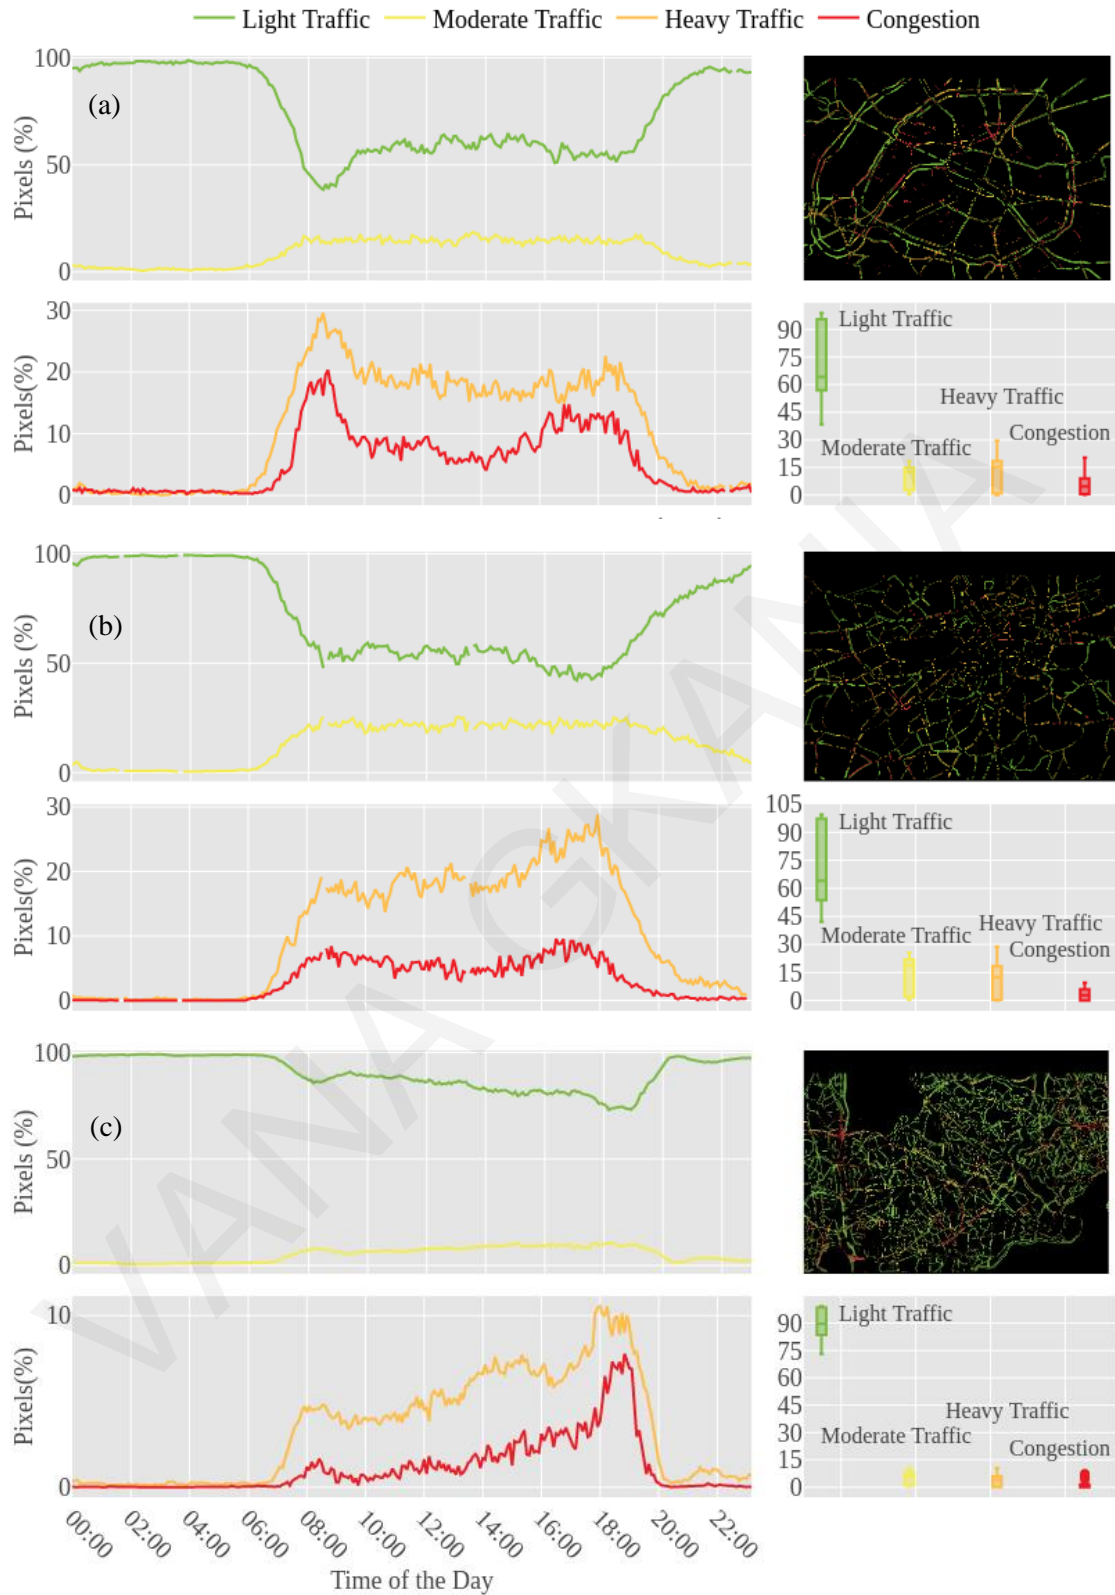 Light Traffic Moderate Traffic Heavy Traffic Congestion
100
(a)
Pixels (%)
50
0
30
Light Traffic
90
75
20
60
Pixels(%)
Heavy Traffic
45
10
Congestion
30
Moderate Traffic
15
0
0
100
(b)
Pixels (%)
50
0
105
30
Light Traffic
90
75
20
60
Pixels(%)
45
Heavy Traffic
10
Moderate Traffic
30
Congestion
15
0
0
100
(c)
Pixels (%)
50
0
10
Light Traffic
90
75
60
Pixels(%)
45
Heavy Traffic
30
Moderate Traffic
Congestion
15
0
0
00:00 02:00 04:00 06:00 08:00 10:00 12:00 14:00 16:00 18:00 20:00 22:00
Time of the Day
VANA GKANIA